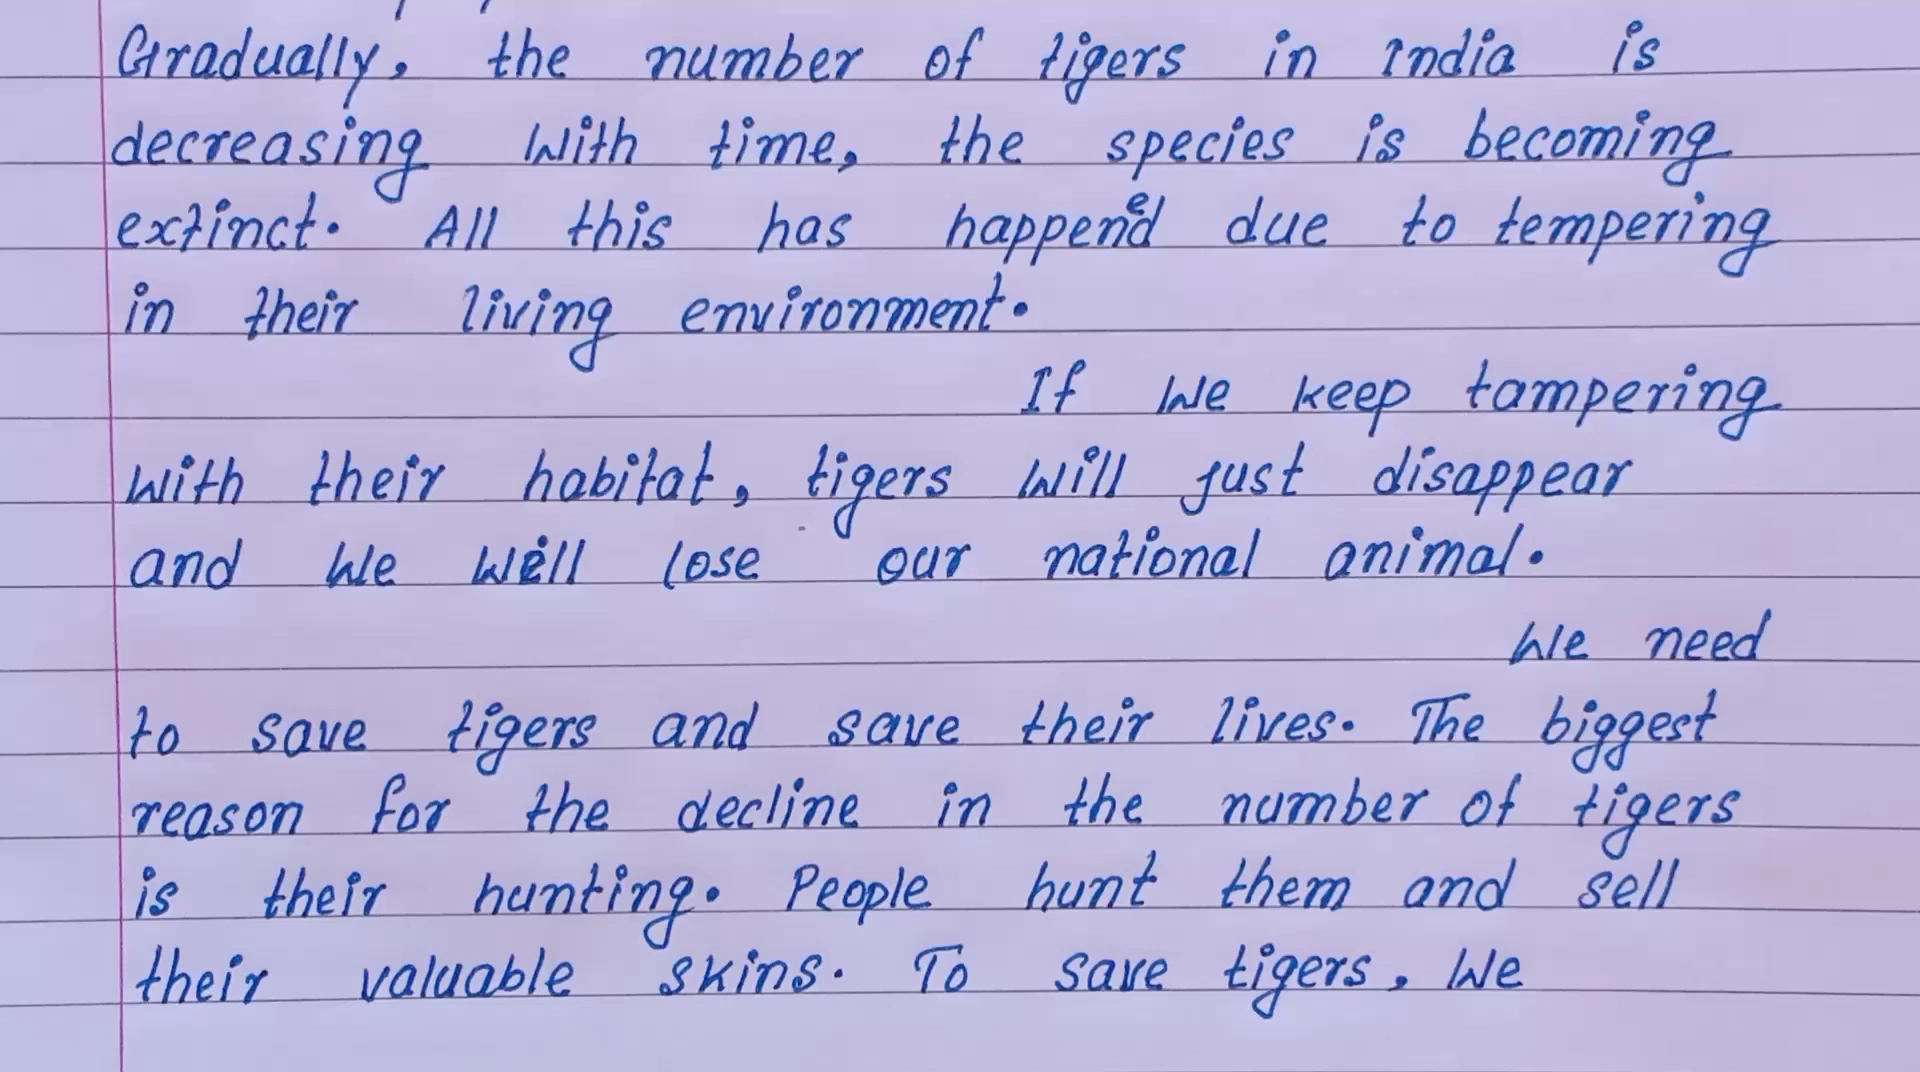 Gradually, the number of tigers in India is
decreasing with time, the species is becoming
extinct. All this has happened due to tempering
in their living environment.
If we keep tampering
with their habitat, tigers will just disappear
and we will lose our national animal.
We need
to save tigers and save their lives. The biggest
reason for the decline in the number of tigers
is their hunting. People hunt them and sell
their valuable skins. To save tigers, we